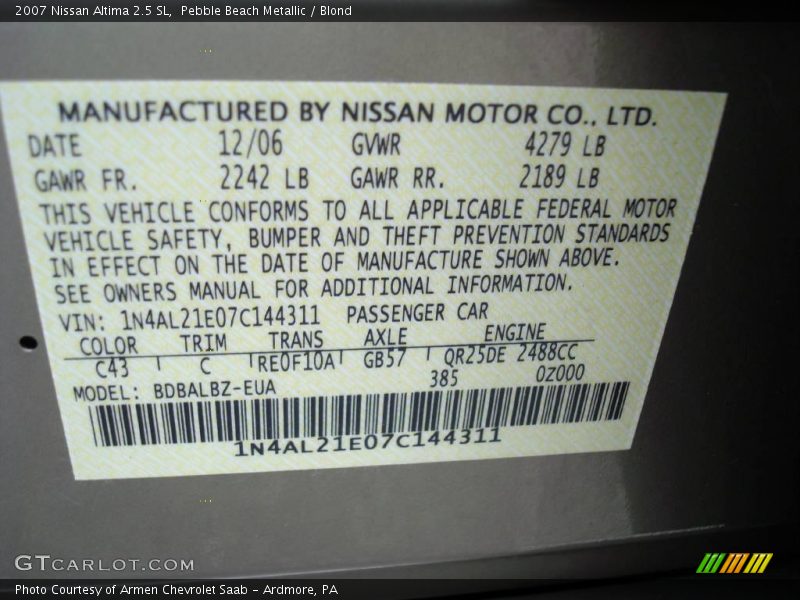 2007 Nissan Altima 2.5 SL,  Pebble Beach Metallic / Blond
MANUFACTURED BY NISSAN MOTOR CO., LTD.
DATE 12/06 GVWR 4279 LB
GAWR FR. 2242 LB GAWR RR. 2189 LB
THIS VEHICLE CONFORMS TO ALL APPLICABLE FEDERAL MOTOR
VEHICLE SAFETY, BUMPER AND THEFT PREVENTION STANDARDS
IN EFFECT ON THE DATE OF MANUFACTURE SHOWN ABOVE.
SEE OWNERS MANUAL FOR ADDITIONAL INFORMATION.
VIN: 1N4AL21E07C144311 PASSENGER CAR
COLOR TRIM TRANS AXLE ENGINE
C43 C RE0F10A GB57 QR25DE 2488CC
385 0Z000
MODEL: BDBALBZ-EUA
1N4AL21E07C144311
GTCARLOT.COM
Photo Courtesy of Armen Chevrolet Saab – Ardmore, PA